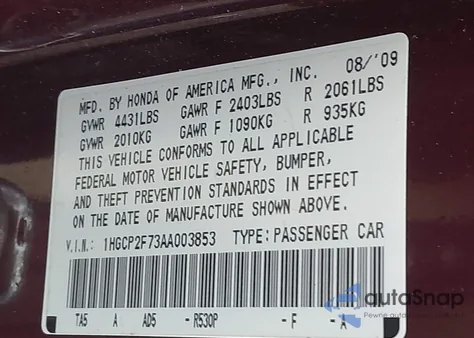 MFD. BY HONDA OF AMERICA MFG., INC. 08/'09
GVWR 4431LBS GAWR F 2403LBS R 2061LBS
GVWR 2010KG GAWR F 1090KG R 935KG
THIS VEHICLE CONFORMS TO ALL APPLICABLE
FEDERAL MOTOR VEHICLE SAFETY, BUMPER,
AND THEFT PREVENTION STANDARDS IN EFFECT
ON THE DATE OF MANUFACTURE SHOWN ABOVE.
V.I.N.: 1HGCP2F73AA003853 TYPE: PASSENGER CAR
TA5 A AD5 -R530P -F -A
autoSnap
Pewne auto